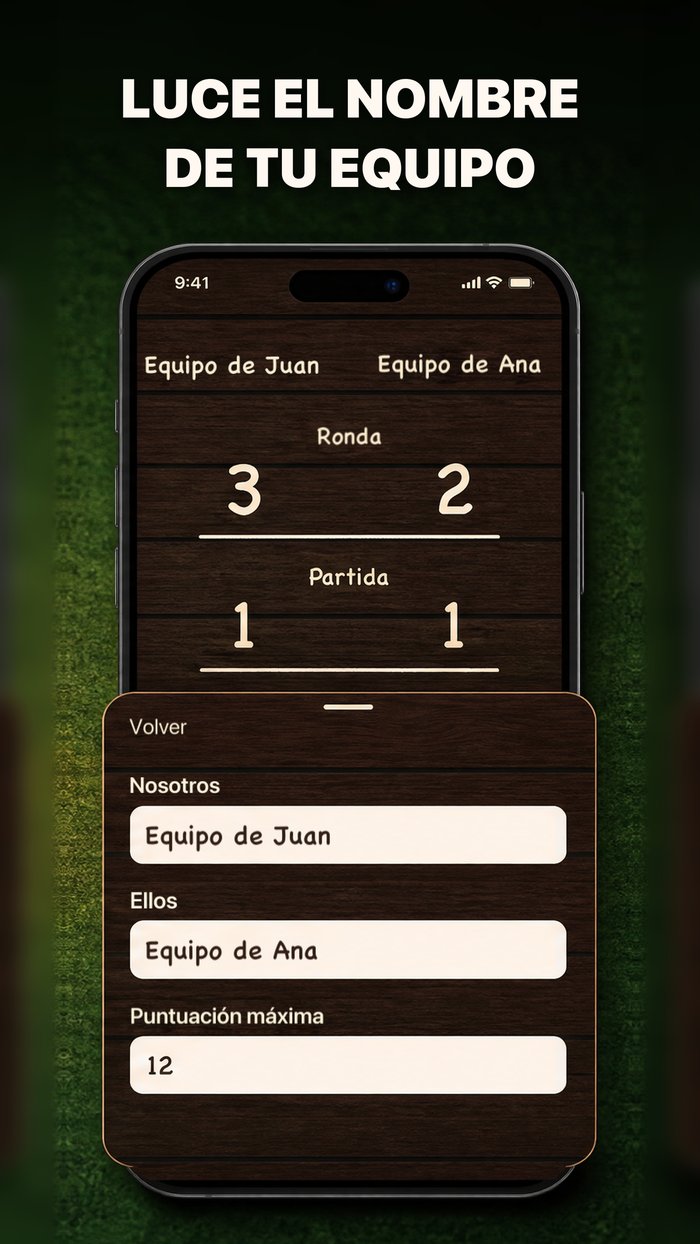 LUCE EL NOMBRE
DE TU EQUIPO
9:41
Equipo de Juan
Equipo de Ana
Ronda
3 2
Partida
1 1
Volver
Nosotros
Equipo de Juan
Ellos
Equipo de Ana
Puntuación máxima
12